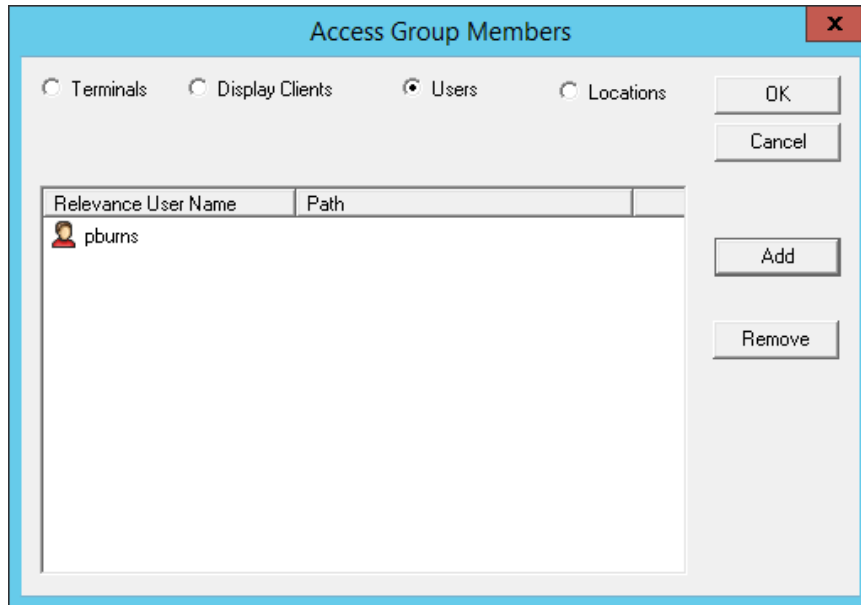 Access Group Members
x
Terminals Display Clients Users Locations
OK
Cancel
Relevance User Name Path
pburns
Add
Remove